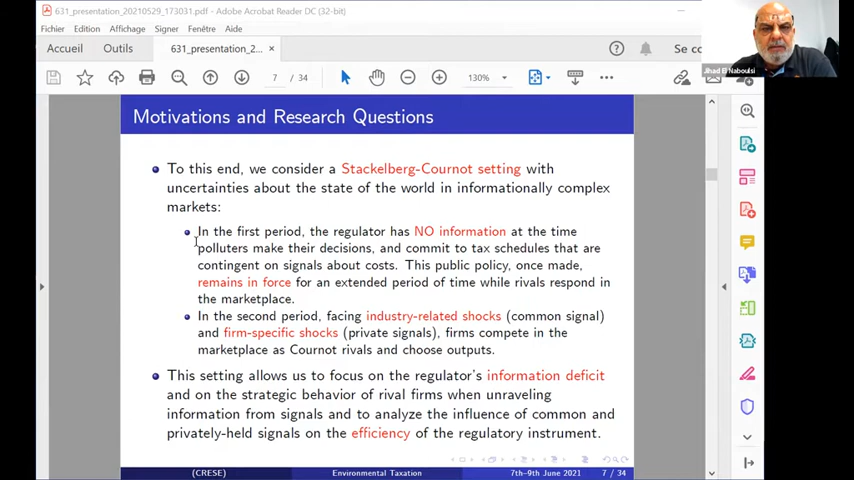 631_presentation_20210529_173031.pdf - Adobe Acrobat Reader DC (32-bit)
Fichier Edition Affichage Signer Fenêtre Aide
Accueil Outils 631_presentation_2... × Se co
7 / 34 130%
Jihad El Naboulsi
Motivations and Research Questions
To this end, we consider a Stackelberg-Cournot setting with
uncertainties about the state of the world in informationally complex
markets:
In the first period, the regulator has NO information at the time
polluters make their decisions, and commit to tax schedules that are
contingent on signals about costs. This public policy, once made,
remains in force for an extended period of time while rivals respond in
the marketplace.
In the second period, facing industry-related shocks (common signal)
and firm-specific shocks (private signals), firms compete in the
marketplace as Cournot rivals and choose outputs.
This setting allows us to focus on the regulator's information deficit
and on the strategic behavior of rival firms when unraveling
information from signals and to analyze the influence of common and
privately-held signals on the efficiency of the regulatory instrument.
(CRESE) Environmental Taxation 7th-9th June 2021 7 / 34